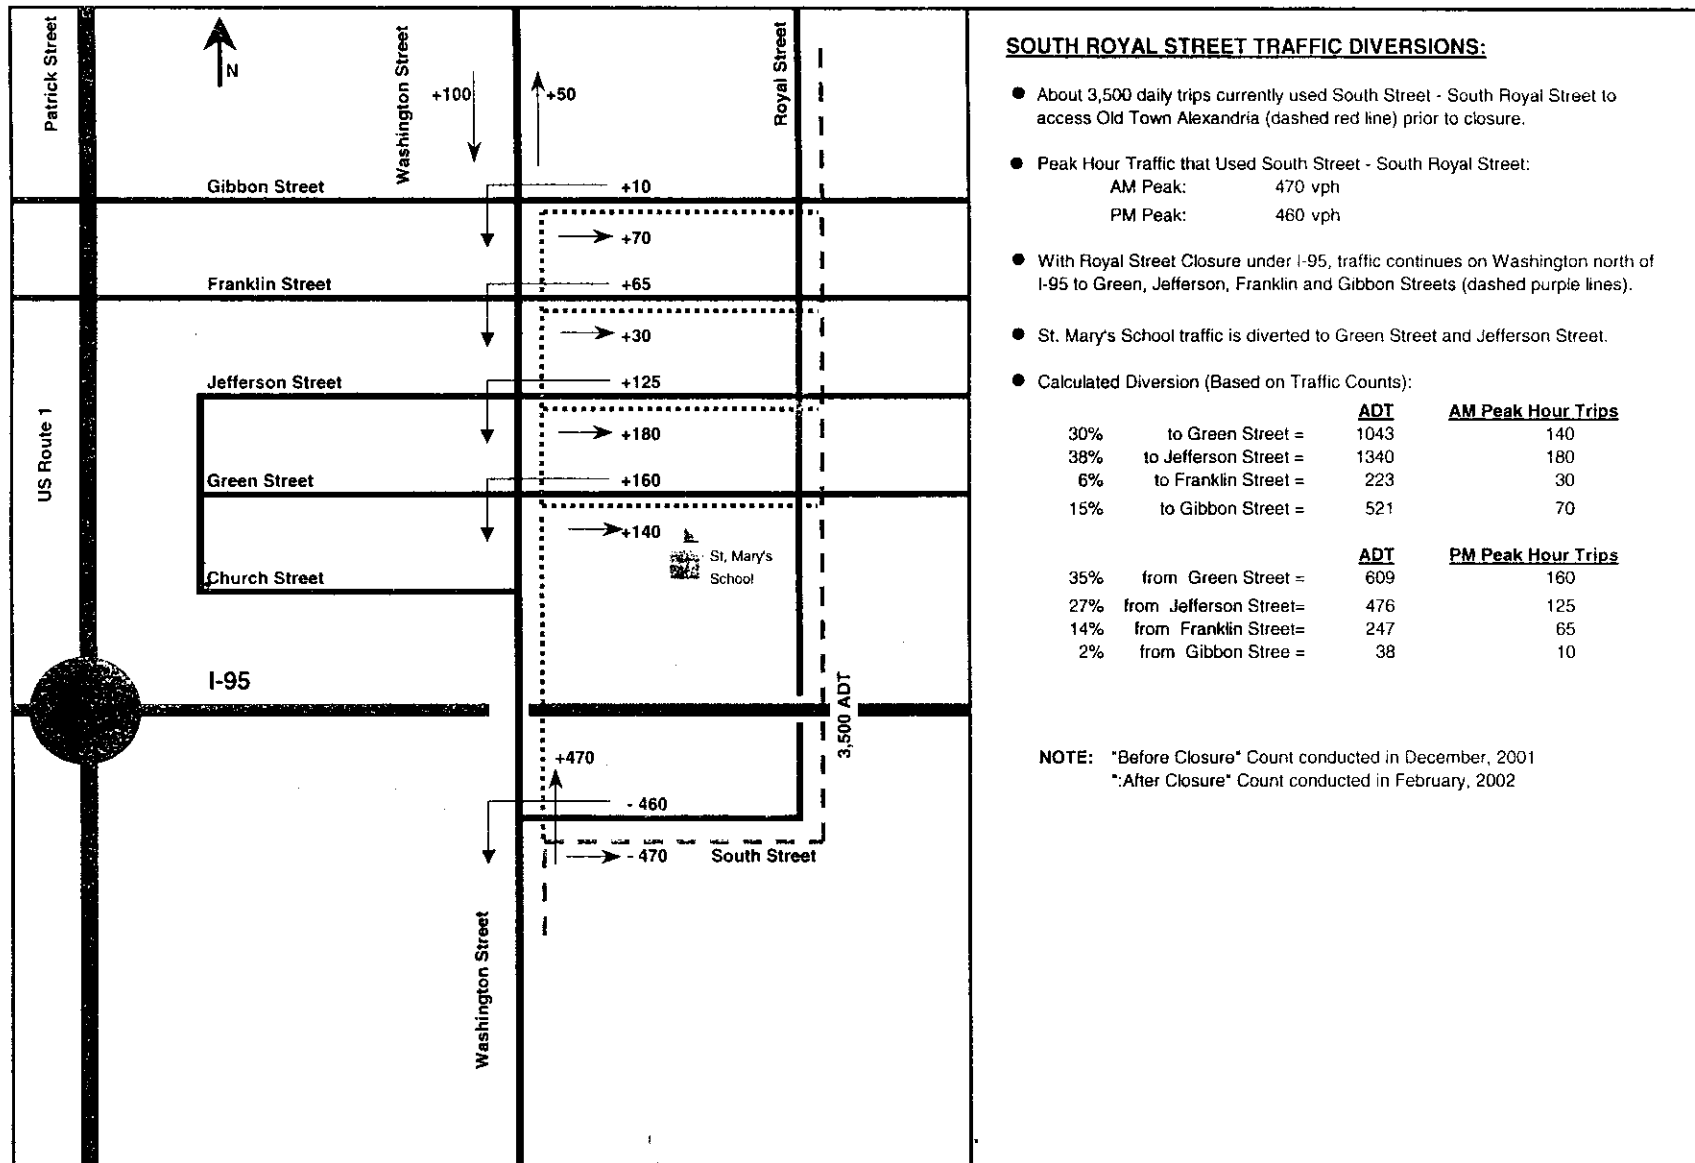 Patrick Street
N
Washington Street
+100
+50
Royal Street
Gibbon Street
+10
+70
Franklin Street
+65
+30
Jefferson Street
+125
+180
US Route 1
Green Street
+160
+140
St, Mary's
School
Church Street
I-95
3,500 ADT
+470
- 460
- 470
South Street
Washington Street
SOUTH ROYAL STREET TRAFFIC DIVERSIONS:
● About 3,500 daily trips currently used South Street - South Royal Street to
access Old Town Alexandria (dashed red line) prior to closure.
● Peak Hour Traffic that Used South Street - South Royal Street:
AM Peak: 470 vph
PM Peak: 460 vph
● With Royal Street Closure under I-95, traffic continues on Washington north of
I-95 to Green, Jefferson, Franklin and Gibbon Streets (dashed purple lines).
● St. Mary's School traffic is diverted to Green Street and Jefferson Street.
● Calculated Diversion (Based on Traffic Counts):
ADT AM Peak Hour Trips
30% to Green Street = 1043 140
38% to Jefferson Street = 1340 180
6% to Franklin Street = 223 30
15% to Gibbon Street = 521 70
ADT PM Peak Hour Trips
35% from Green Street = 609 160
27% from Jefferson Street= 476 125
14% from Franklin Street= 247 65
2% from Gibbon Stree = 38 10
NOTE: "Before Closure" Count conducted in December, 2001
":After Closure" Count conducted in February, 2002